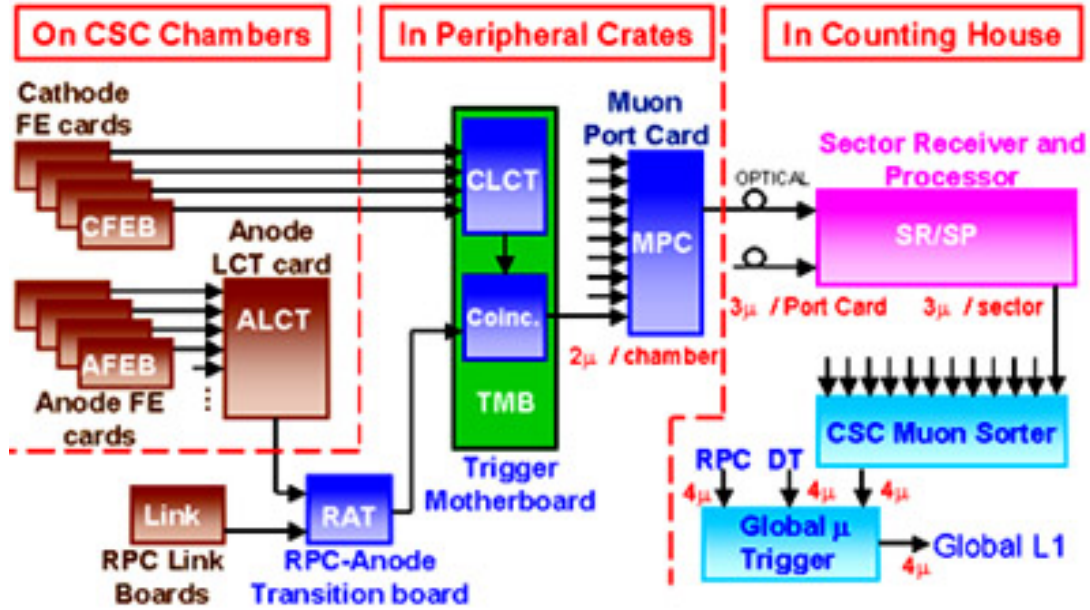 On CSC Chambers
In Peripheral Crates
In Counting House
Cathode
FE cards
CFEB
Anode
LCT card
ALCT
AFEB
Anode FE
cards
Link
RPC Link
Boards
RAT
RPC-Anode
Transition board
CLCT
Coinc.
TMB
Trigger
Motherboard
Muon
Port Card
MPC
2μ / chamber
OPTICAL
Sector Receiver and
Processor
SR/SP
3μ / Port Card
3μ / sector
CSC Muon Sorter
RPC DT
4μ
4μ
4μ
Global μ
Trigger
4μ
Global L1